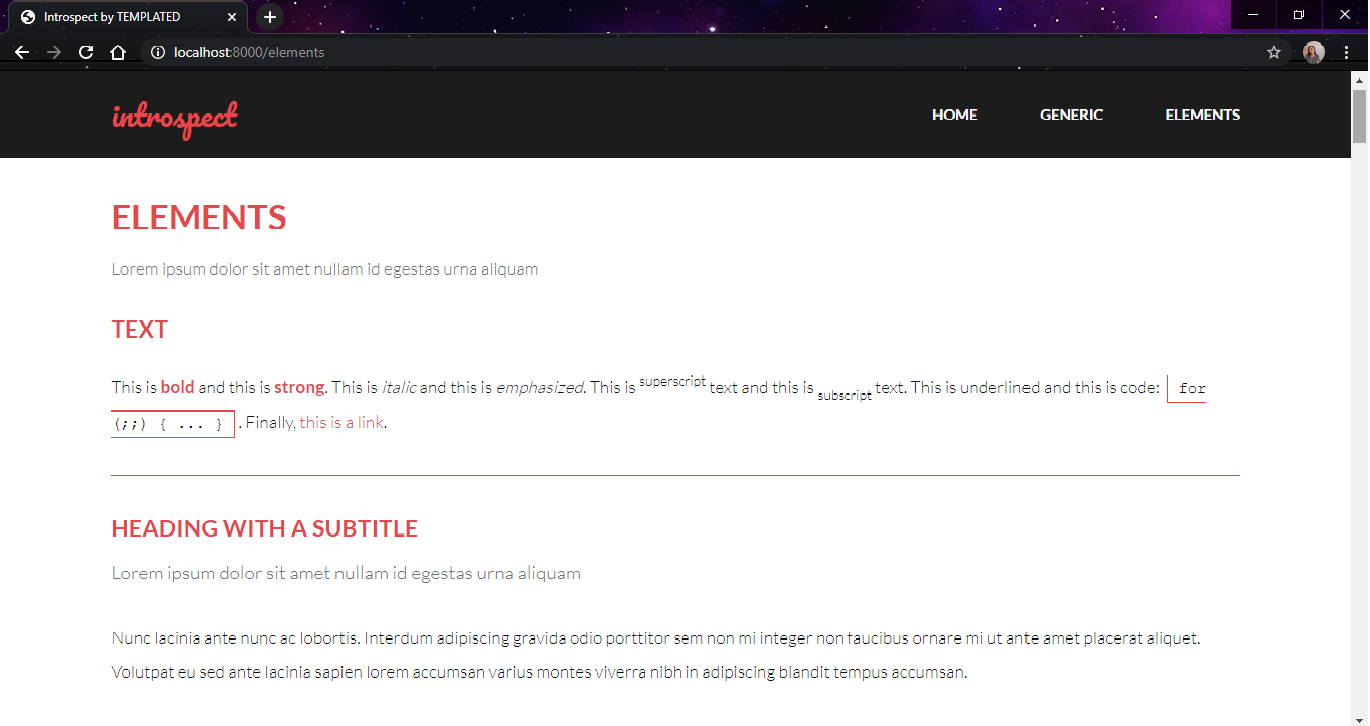 Introspect by TEMPLATED
localhost:8000/elements
introspect
HOME GENERIC ELEMENTS
ELEMENTS
Lorem ipsum dolor sit amet nullam id egestas urna aliquam
TEXT
This is bold and this is strong. This is italic and this is emphasized. This is superscript text and this is subscript text. This is underlined and this is code: for
(;;) { ... } . Finally, this is a link.
HEADING WITH A SUBTITLE
Lorem ipsum dolor sit amet nullam id egestas urna aliquam
Nunc lacinia ante nunc ac lobortis. Interdum adipiscing gravida odio porttitor sem non mi integer non faucibus ornare mi ut ante amet placerat aliquet.
Volutpat eu sed ante lacinia sapien lorem accumsan varius montes viverra nibh in adipiscing blandit tempus accumsan.